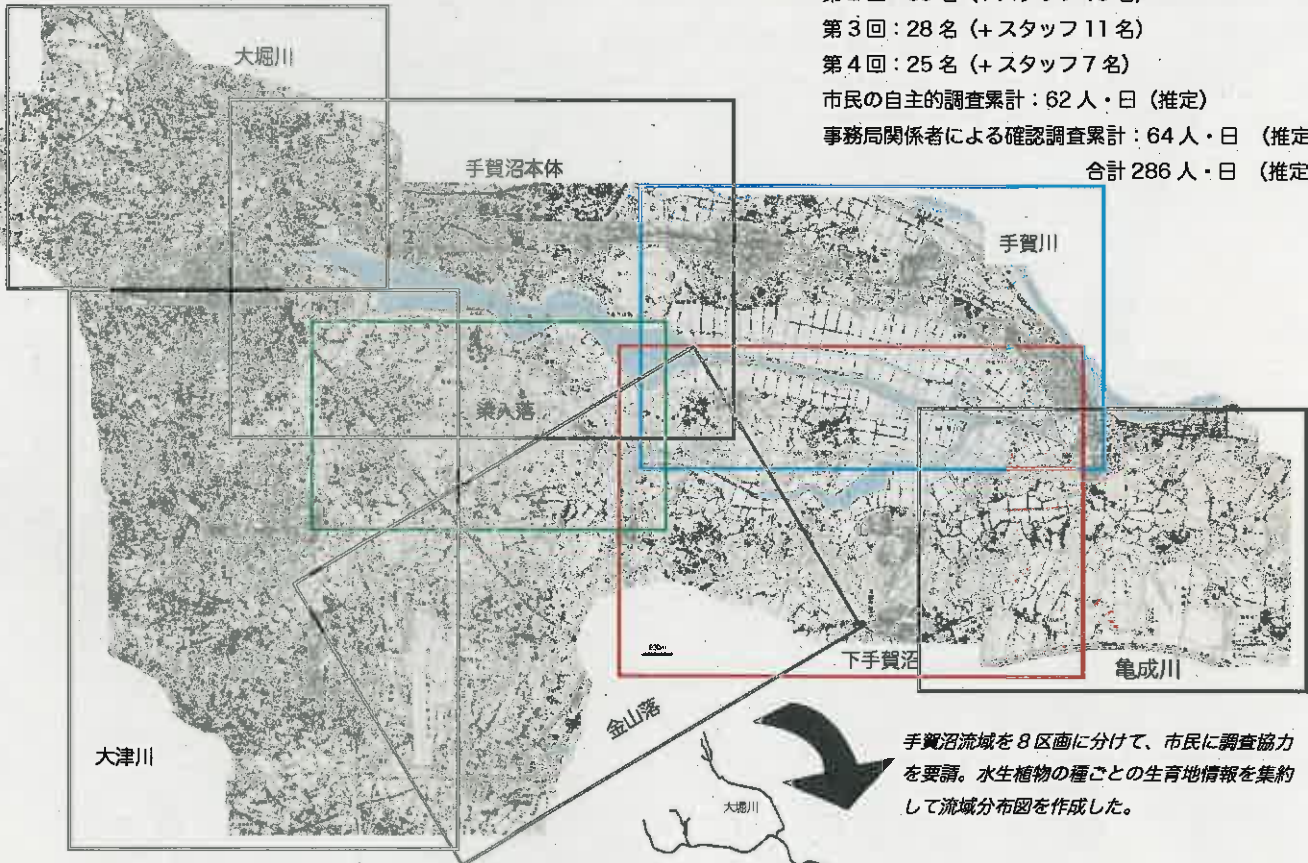 第3回：28名（+スタッフ11名）
第4回：25名（+スタッフ7名）
市民の自主的調査累計：62人・日（推定）
事務局関係者による確認調査累計：64人・日　（推定
合計286人・日　（推定
大堀川
手賀沼本体
手賀川
染入落
下手賀沼
亀成川
金山落
大津川
大堀川
手賀沼流域を8区画に分けて、市民に調査協力
を要請。水生植物の種ごとの生育地情報を集約
して流域分布図を作成した。